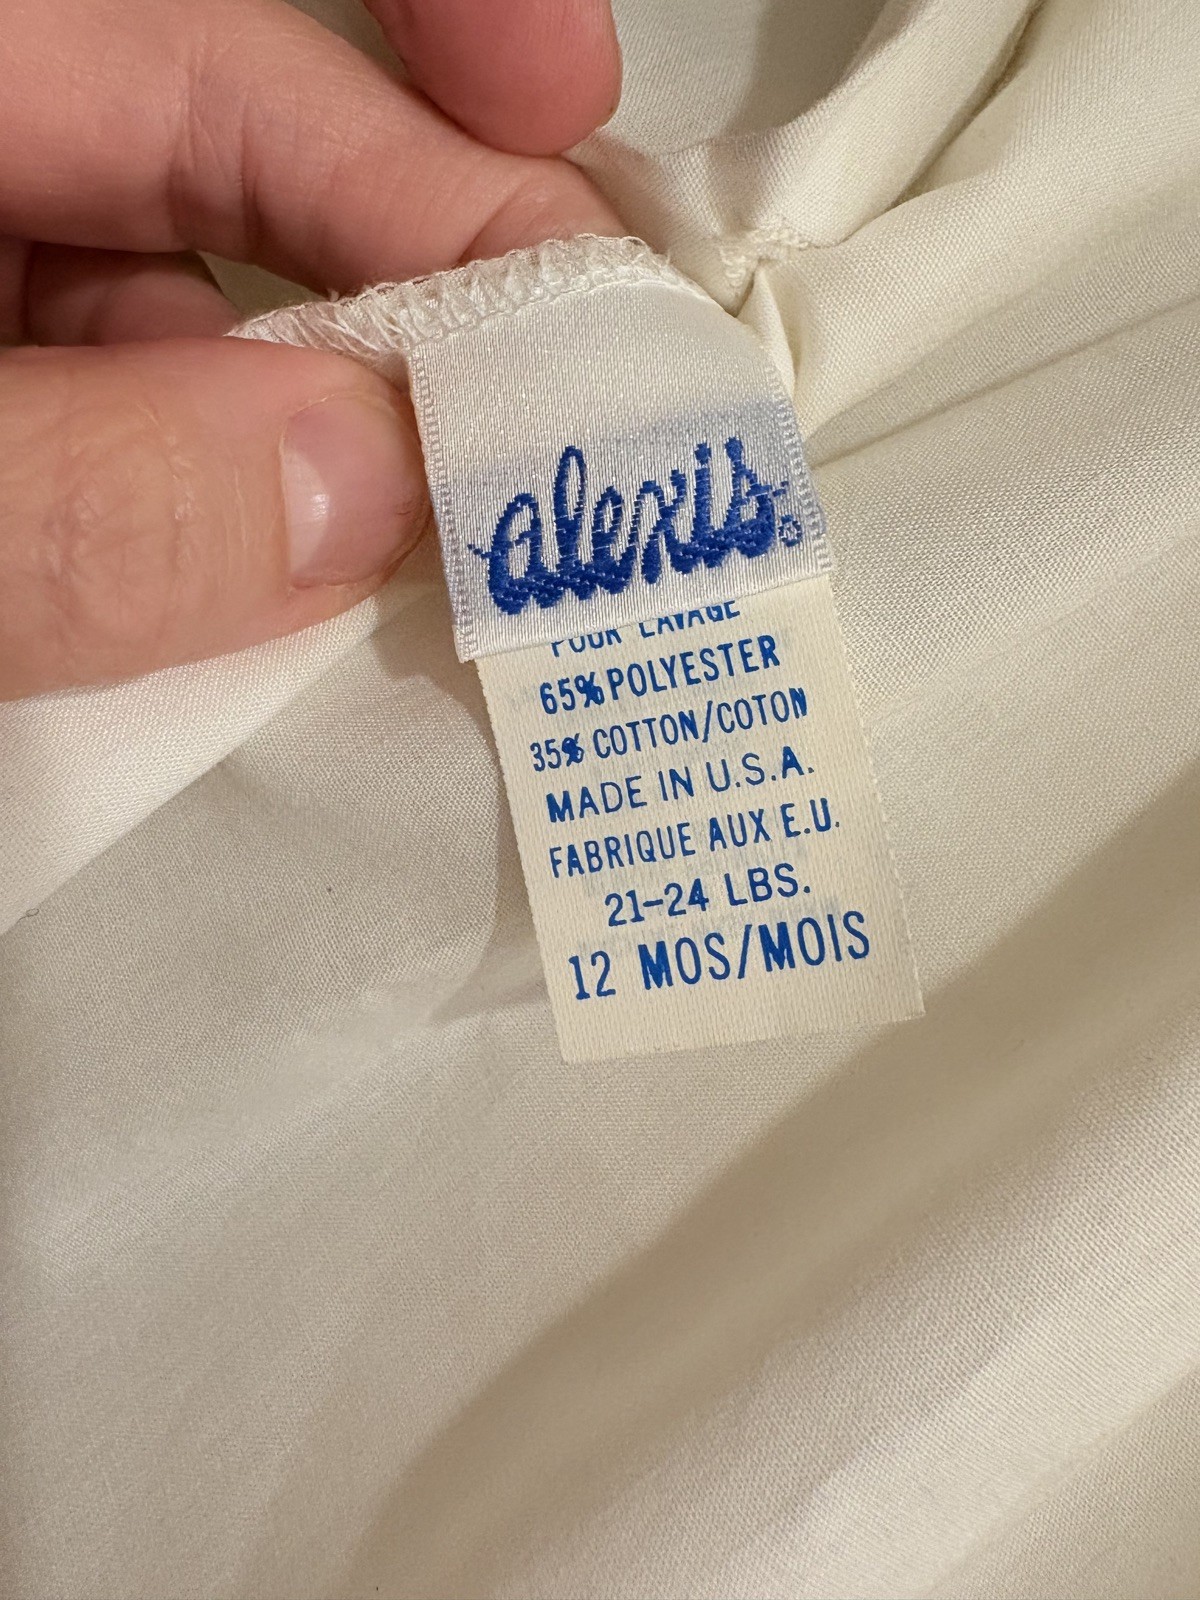 alexis®
POUR LAVAGE
65% POLYESTER
35% COTTON/COTON
MADE IN U.S.A.
FABRIQUE AUX E.U.
21-24 LBS.
12 MOS/MOIS